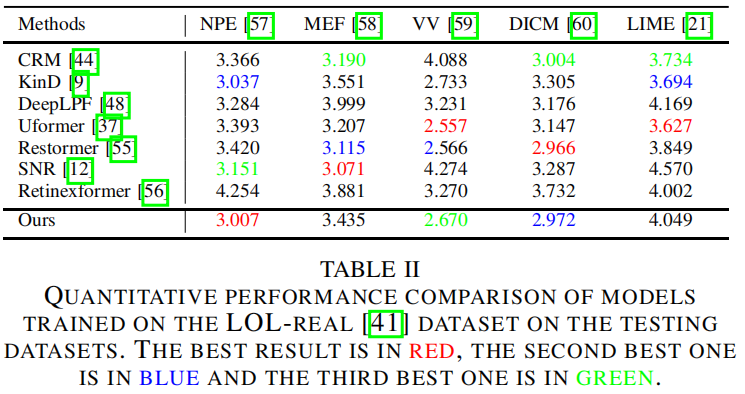 Methods NPE [57] MEF [58] VV [59] DICM [60] LIME [21]
CRM [44] 3.366 3.190 4.088 3.004 3.734
KinD [9] 3.037 3.551 2.733 3.305 3.694
DeepLPF [48] 3.284 3.999 3.231 3.176 4.169
Uformer [37] 3.393 3.207 2.557 3.147 3.627
Restormer [55] 3.420 3.115 2.566 2.966 3.849
SNR [12] 3.151 3.071 4.274 3.287 4.570
Retinexformer [56] 4.254 3.881 3.270 3.732 4.002
Ours 3.007 3.435 2.670 2.972 4.049
TABLE II
QUANTITATIVE PERFORMANCE COMPARISON OF MODELS
TRAINED ON THE LOL-REAL [41] DATASET ON THE TESTING
DATASETS. THE BEST RESULT IS IN RED, THE SECOND BEST ONE
IS IN BLUE AND THE THIRD BEST ONE IS IN GREEN.